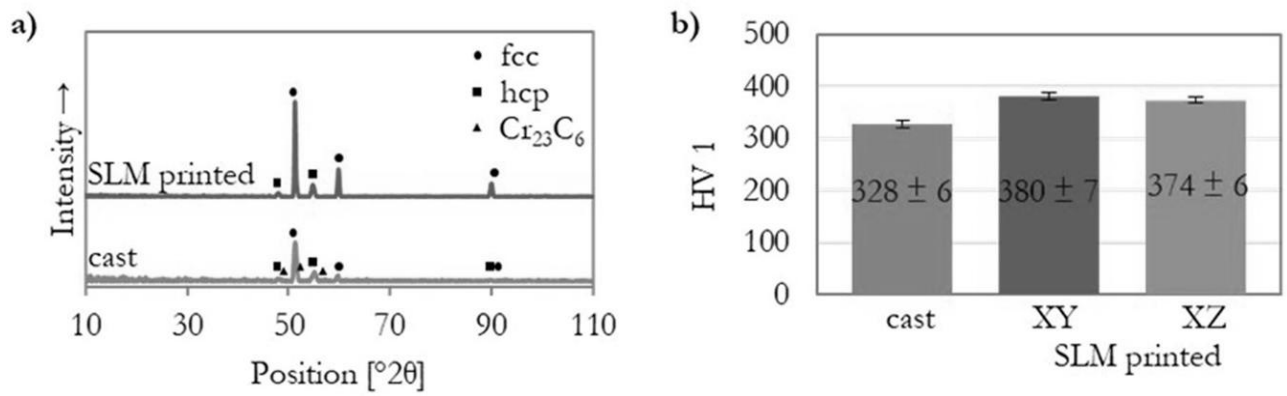 a)
Intensity →
• fcc
■ hcp
▲ Cr₂₃C₆
SLM printed
cast
10 30 50 70 90 110
Position [°2θ]
b)
HV 1
500
400
300
200
100
0
328 ± 6 380 ± 7 374 ± 6
cast XY XZ
SLM printed